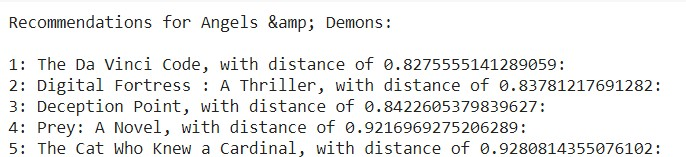 Recommendations for Angels &amp; Demons:
1: The Da Vinci Code, with distance of 0.8275555141289059:
2: Digital Fortress : A Thriller, with distance of 0.83781217691282:
3: Deception Point, with distance of 0.8422605379839627:
4: Prey: A Novel, with distance of 0.9216969275206289:
5: The Cat Who Knew a Cardinal, with distance of 0.9280814355076102: